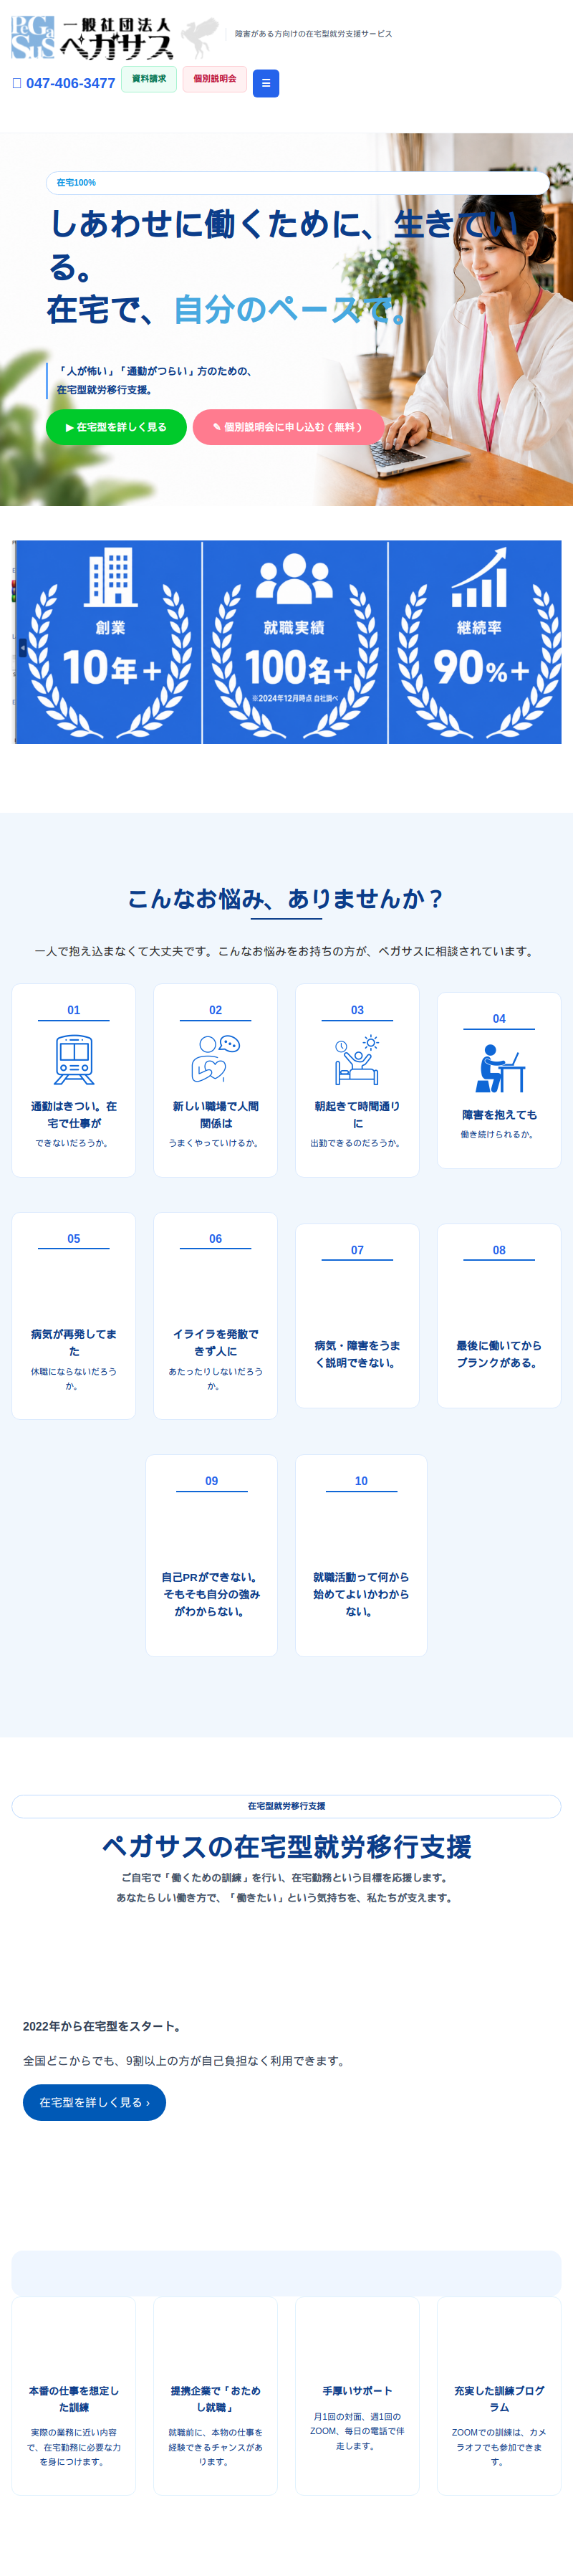 PeGaSuS
一般社団法人
ペガサス
障害がある方向けの在宅型就労支援サービス
047-406-3477
資料請求
個別説明会
☰
在宅100%
しあわせに働くために、生きてい
る。
在宅で、自分のペースで。
「人が怖い」「通勤がつらい」方のための、
在宅型就労移行支援。
▶ 在宅型を詳しく見る
✎ 個別説明会に申し込む（無料）
創業
10年+
就職実績
100名+
※2024年12月時点 自社調べ
継続率
90%+
こんなお悩み、ありませんか？
一人で抱え込まなくて大丈夫です。こんなお悩みをお持ちの方が、ペガサスに相談されています。
01
通勤はきつい。在
宅で仕事が
できないだろうか。
02
新しい職場で人間
関係は
うまくやっていけるか。
03
朝起きて時間通り
に
出勤できるのだろうか。
04
障害を抱えても
働き続けられるか。
05
病気が再発してま
た
休職にならないだろう
か。
06
イライラを発散で
きず人に
あたったりしないだろう
か。
07
病気・障害をうま
く説明できない。
08
最後に働いてから
ブランクがある。
09
自己PRができない。
そもそも自分の強み
がわからない。
10
就職活動って何から
始めてよいかわから
ない。
在宅型就労移行支援
ペガサスの在宅型就労移行支援
ご自宅で「働くための訓練」を行い、在宅勤務という目標を応援します。
あなたらしい働き方で、「働きたい」という気持ちを、私たちが支えます。
2022年から在宅型をスタート。
全国どこからでも、9割以上の方が自己負担なく利用できます。
在宅型を詳しく見る ›
本番の仕事を想定し
た訓練
実際の業務に近い内容
で、在宅勤務に必要な力
を身につけます。
提携企業で「おため
し就職」
就職前に、本物の仕事を
経験できるチャンスがあ
ります。
手厚いサポート
月1回の対面、週1回の
ZOOM、毎日の電話で伴
走します。
充実した訓練プログ
ラム
ZOOMでの訓練は、カメ
ラオフでも参加できま
す。